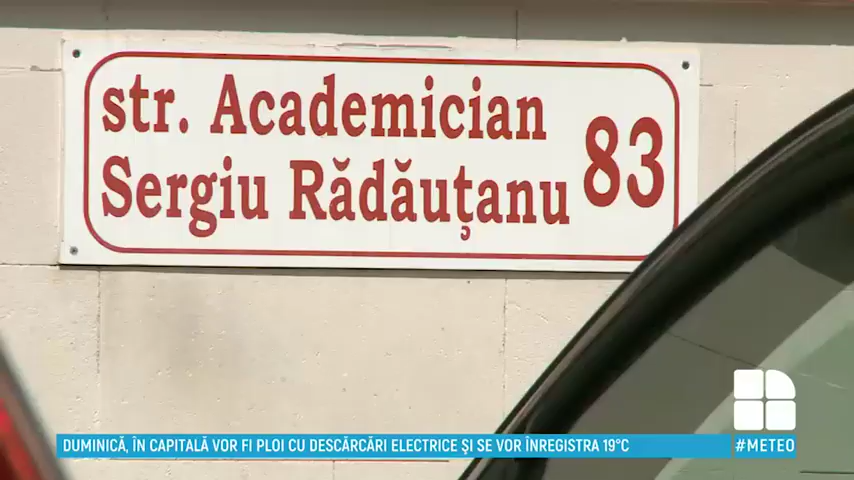 str. Academician
Sergiu Rădăuţanu
83
DUMINICĂ, ÎN CAPITALĂ VOR FI PLOI CU DESCĂRCĂRI ELECTRICE ŞI SE VOR ÎNREGISTRA 19°C
#METEO